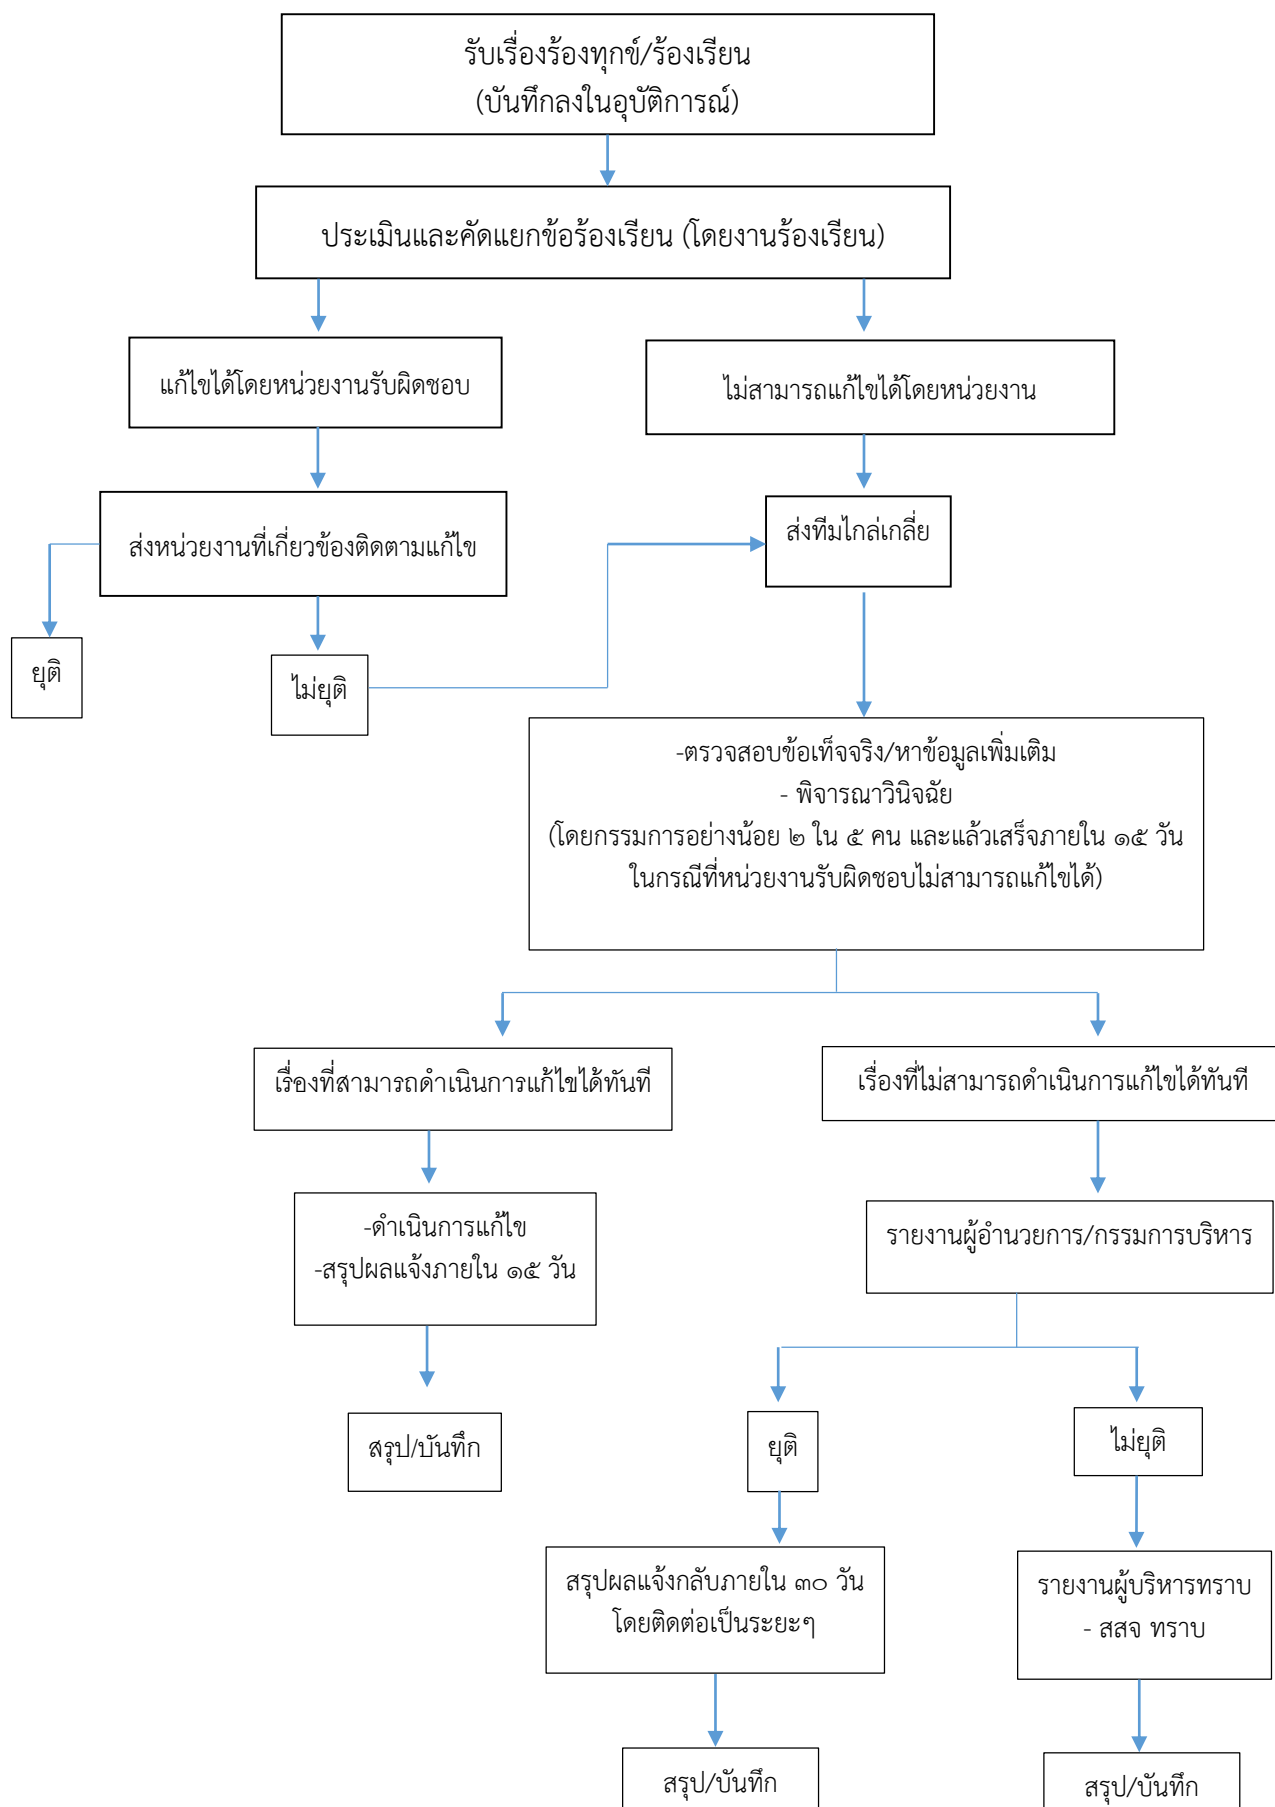 รับเรื่องร้องทุกข์/ร้องเรียน
(บันทึกลงในอุบัติการณ์)
ประเมินและคัดแยกข้อร้องเรียน (โดยงานร้องเรียน)
แก้ไขได้โดยหน่วยงานรับผิดชอบ
ไม่สามารถแก้ไขได้โดยหน่วยงาน
ส่งหน่วยงานที่เกี่ยวข้องติดตามแก้ไข
ส่งทีมไกล่เกลี่ย
ยุติ
ไม่ยุติ
-ตรวจสอบข้อเท็จจริง/หาข้อมูลเพิ่มเติม
- พิจารณาวินิจฉัย
(โดยกรรมการอย่างน้อย ๒ ใน ๕ คน และแล้วเสร็จภายใน ๑๕ วัน
ในกรณีที่หน่วยงานรับผิดชอบไม่สามารถแก้ไขได้)
เรื่องที่สามารถดำเนินการแก้ไขได้ทันที
เรื่องที่ไม่สามารถดำเนินการแก้ไขได้ทันที
-ดำเนินการแก้ไข
-สรุปผลแจ้งภายใน ๑๕ วัน
รายงานผู้อำนวยการ/กรรมการบริหาร
สรุป/บันทึก
ยุติ
ไม่ยุติ
สรุปผลแจ้งกลับภายใน ๓๐ วัน
โดยติดต่อเป็นระยะๆ
รายงานผู้บริหารทราบ
- สสจ ทราบ
สรุป/บันทึก
สรุป/บันทึก